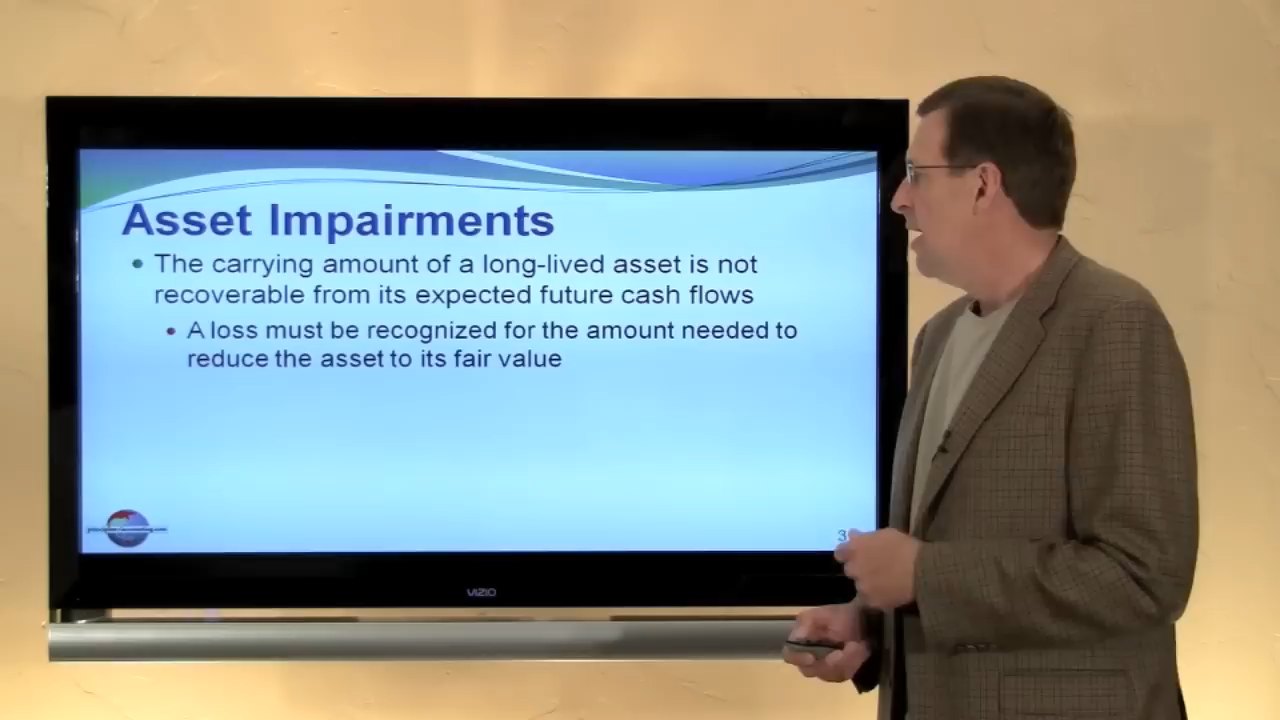 Asset Impairments
• The carrying amount of a long-lived asset is not
recoverable from its expected future cash flows
• A loss must be recognized for the amount needed to
reduce the asset to its fair value
3
VIZIO